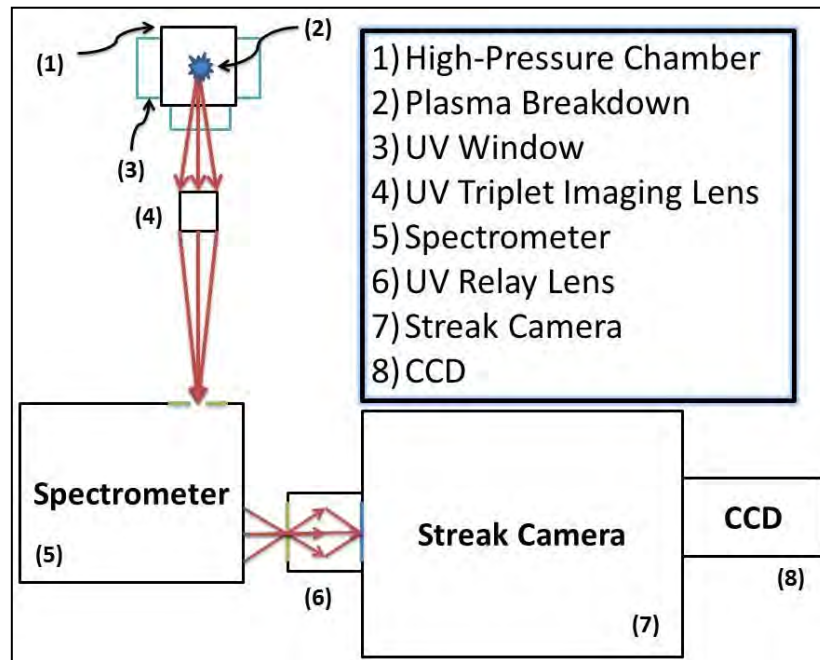 (1)
(2)
(3)
(4)
1) High-Pressure Chamber
2) Plasma Breakdown
3) UV Window
4) UV Triplet Imaging Lens
5) Spectrometer
6) UV Relay Lens
7) Streak Camera
8) CCD
Spectrometer
(5)
(6)
Streak Camera
(7)
CCD
(8)